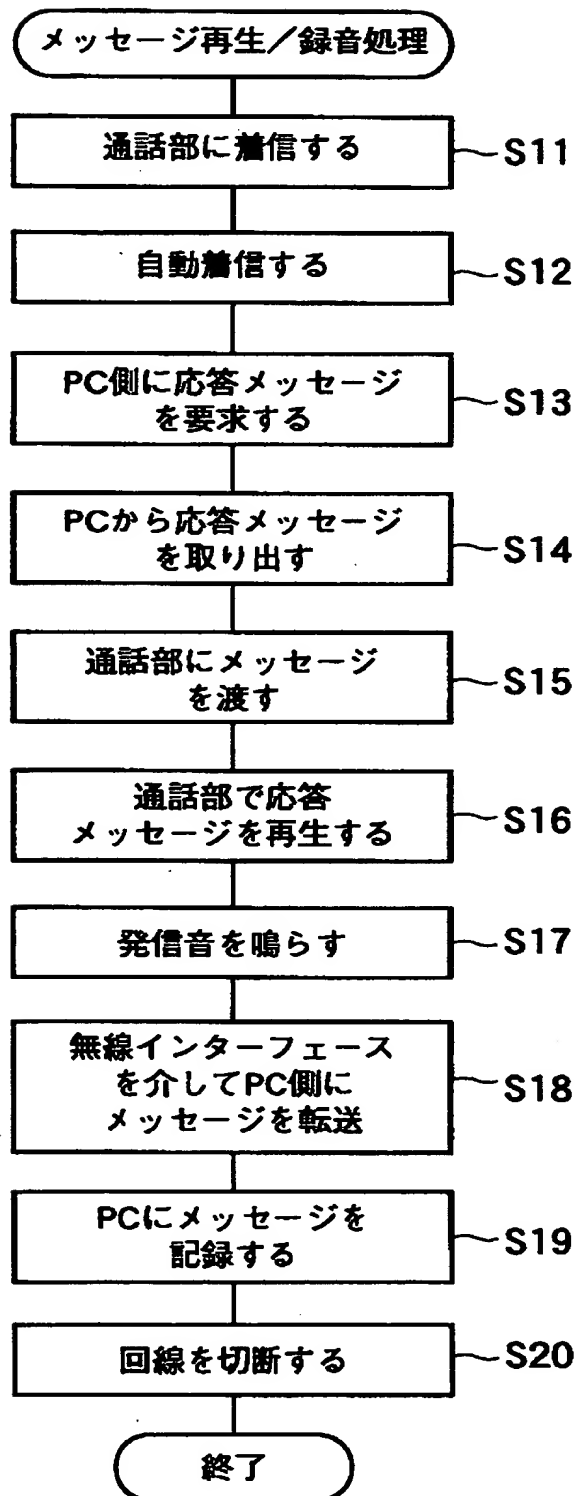 メッセージ再生／録音処理
通話部に着信する
S11
自動着信する
S12
PC側に応答メッセージ
を要求する
S13
PCから応答メッセージ
を取り出す
S14
通話部にメッセージ
を渡す
S15
通話部で応答
メッセージを再生する
S16
発信音を鳴らす
S17
無線インターフェース
を介してPC側に
メッセージを転送
S18
PCにメッセージを
記録する
S19
回線を切断する
S20
終了